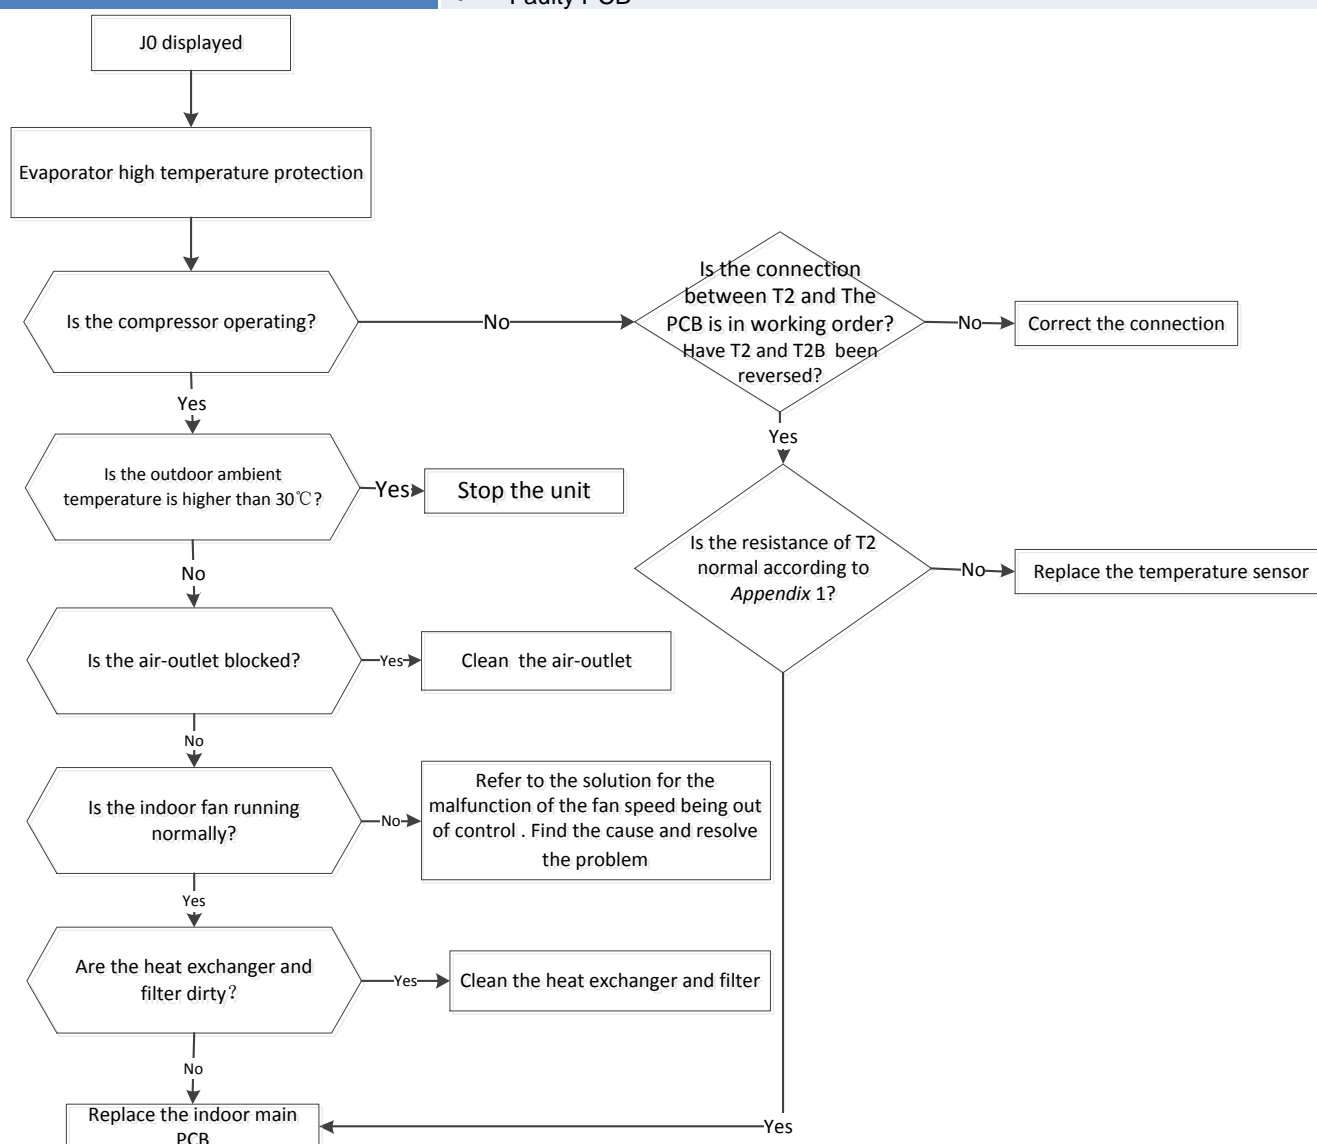 Faulty PCB
J0 displayed
Evaporator high temperature protection
Is the compressor operating?
No
Is the connection
between T2 and The
PCB is in working order?
Have T2 and T2B been
reversed?
No
Correct the connection
Yes
Yes
Is the outdoor ambient
temperature is higher than 30℃?
Yes
Stop the unit
Is the resistance of T2
normal according to
Appendix 1?
No
Replace the temperature sensor
No
Is the air-outlet blocked?
Yes
Clean the air-outlet
No
Is the indoor fan running
normally?
No
Refer to the solution for the
malfunction of the fan speed being out
of control . Find the cause and resolve
the problem
Yes
Are the heat exchanger and
filter dirty?
Yes
Clean the heat exchanger and filter
No
Replace the indoor main
PCB
Yes